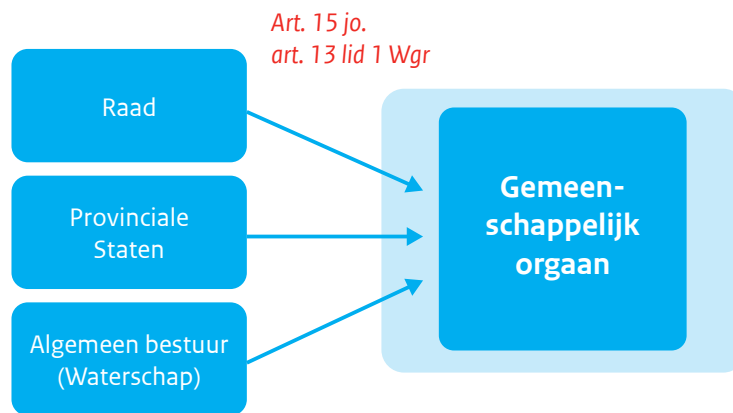 Art. 15 jo.
art. 13 lid 1 Wgr
Raad
Provinciale
Staten
Algemeen bestuur
(Waterschap)
Gemeen-
schappelijk
orgaan